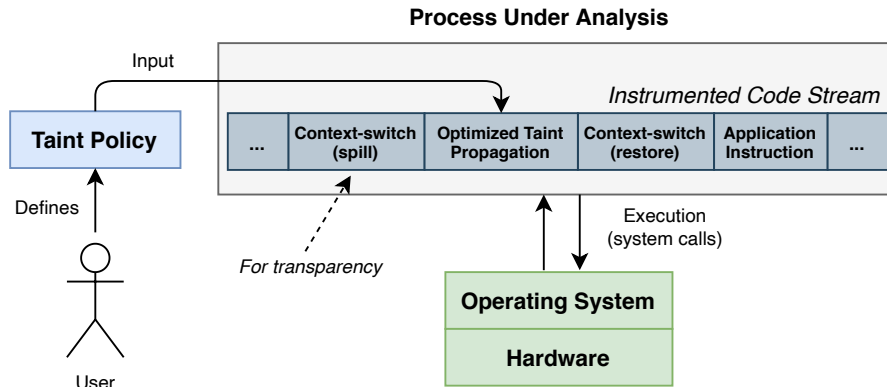 Process Under Analysis
Input
Instrumented Code Stream
Taint Policy
...
Context-switch
(spill)
Optimized Taint
Propagation
Context-switch
(restore)
Application
Instruction
...
Defines
For transparency
Execution
(system calls)
Operating System
Hardware
User